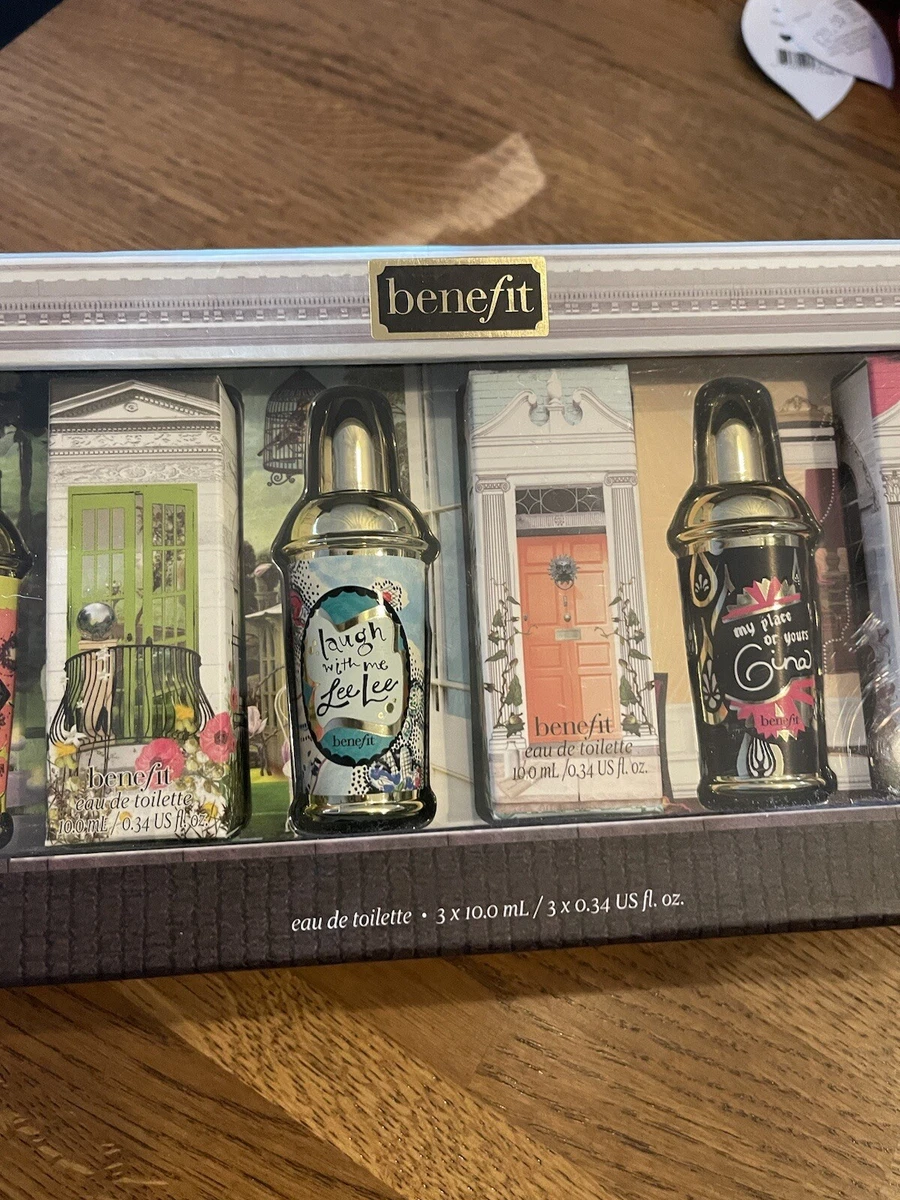 benefit
benefit
eau de toilette
10.0 mL / 0.34 US fl. oz.
laugh
with me
LeeLee
benefit
benefit
eau de toilette
10.0 mL / 0.34 US fl. oz.
my place
or yours
Gina
benefit
eau de toilette • 3 x 10.0 mL / 3 x 0.34 US fl. oz.